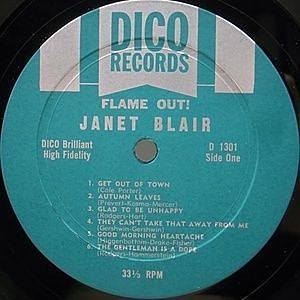 DICO
RECORDS
FLAME OUT!
JANET BLAIR
DICO Brilliant
High Fidelity
D 1301
Side One
1. GET OUT OF TOWN
(Cole Porter)
2. AUTUMN LEAVES
(Prevert-Kosma-Mercer)
3. GLAD TO BE UNHAPPY
(Rodgers-Hart)
4. THEY CAN'T TAKE THAT AWAY FROM ME
(Gershwin-Gershwin)
5. GOOD MORNING HEARTACHE
(Higgenbottom-Drake-Fisher)
6. THE GENTLEMAN IS A DOPE
(Rodgers-Hammerstein)
33⅓ RPM